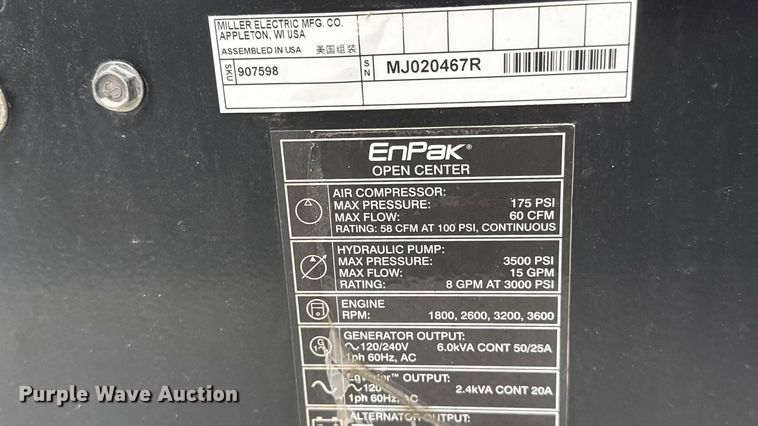 MILLER ELECTRIC MFG. CO.
APPLETON, WI USA
ASSEMBLED IN USA 美国组装
SKU 907598 SN MJ020467R
EnPak®
OPEN CENTER
AIR COMPRESSOR:
MAX PRESSURE: 175 PSI
MAX FLOW: 60 CFM
RATING: 58 CFM AT 100 PSI, CONTINUOUS
HYDRAULIC PUMP:
MAX PRESSURE: 3500 PSI
MAX FLOW: 15 GPM
RATING: 8 GPM AT 3000 PSI
ENGINE
RPM: 1800, 2600, 3200, 3600
GENERATOR OUTPUT:
120/240V 6.0kVA CONT 50/25A
1ph 60Hz, AC
EnVerter™ OUTPUT:
120 2.4kVA CONT 20A
1ph 60Hz, AC
ALTERNATOR OUTPUT:
Purple Wave Auction